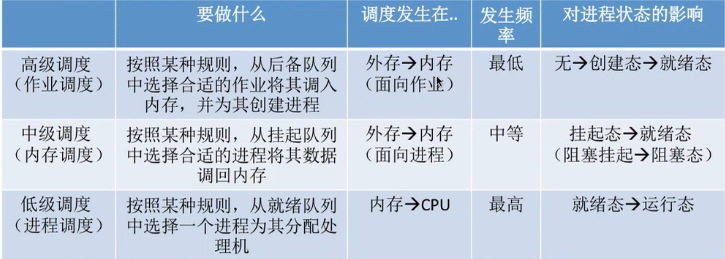 要做什么
调度发生在..
发生频
率
对进程状态的影响
高级调度
(作业调度)
按照某种规则，从后备队列
中选择合适的作业将其调入
内存，并为其创建进程
外存→内存
(面向作业)
最低
无→创建态→就绪态
中级调度
(内存调度)
按照某种规则，从挂起队列
中选择合适的进程将其数据
调回内存
外存→内存
(面向进程)
中等
挂起态→就绪态
(阻塞挂起→阻塞态)
低级调度
(进程调度)
按照某种规则，从就绪队列
中选择一个进程为其分配处
理机
内存→CPU
最高
就绪态→运行态